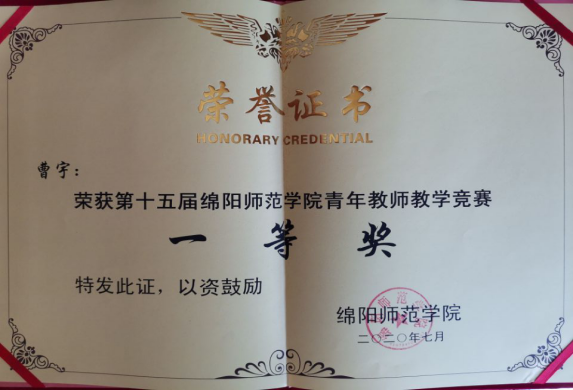 荣誉证书
HONORARY CREDENTIAL
曹宇：
荣获第十五届绵阳师范学院青年教师教学竞赛
一等奖
特发此证，以资鼓励
绵阳师范学院
二〇二〇年七月